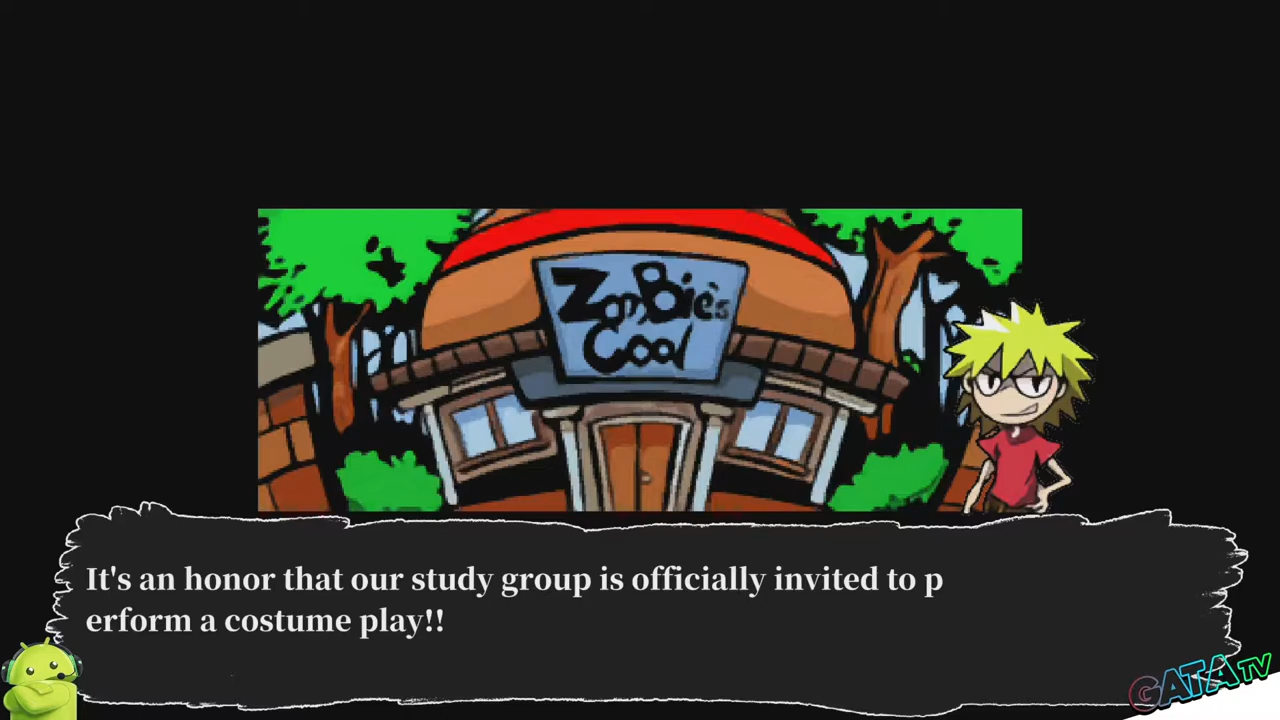 ZomBie's
Cool
It's an honor that our study group is officially invited to p
erform a costume play!!
GATA TV